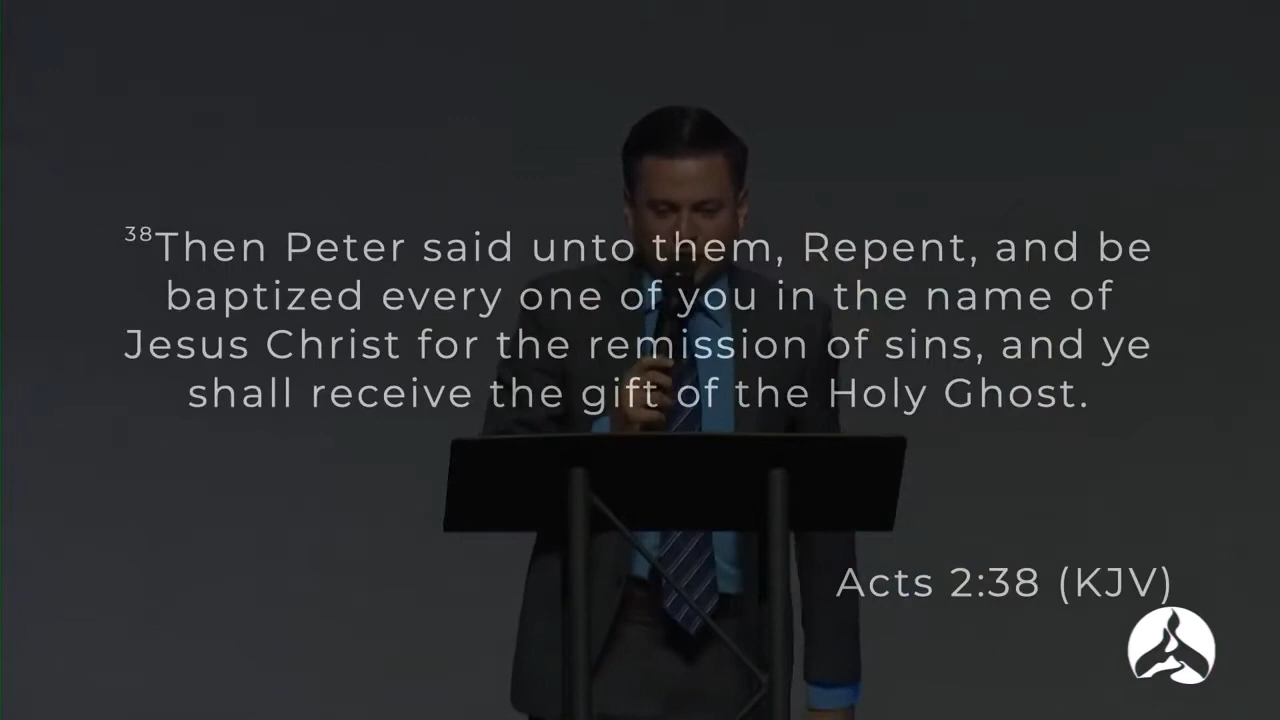 38Then Peter said unto them, Repent, and be
baptized every one of you in the name of
Jesus Christ for the remission of sins, and ye
shall receive the gift of the Holy Ghost.
Acts 2:38 (KJV)